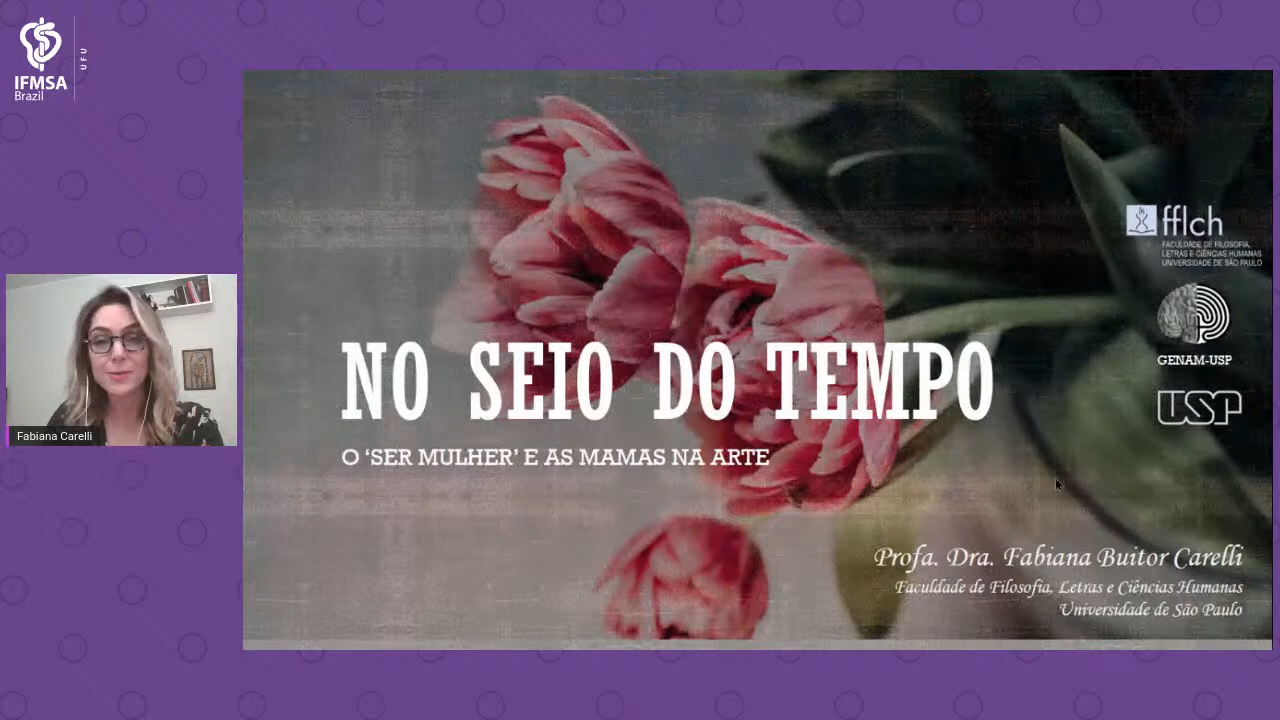 IFMSA
Brazil
UFU
fflch
FACULDADE DE FILOSOFIA,
LETRAS E CIÊNCIAS HUMANAS
UNIVERSIDADE DE SÃO PAULO
GENAM-USP
USP
NO SEIO DO TEMPO
O ‘SER MULHER’ E AS MAMAS NA ARTE
Fabiana Carelli
Profa. Dra. Fabiana Buitor Carelli
Faculdade de Filosofia, Letras e Ciências Humanas
Universidade de São Paulo